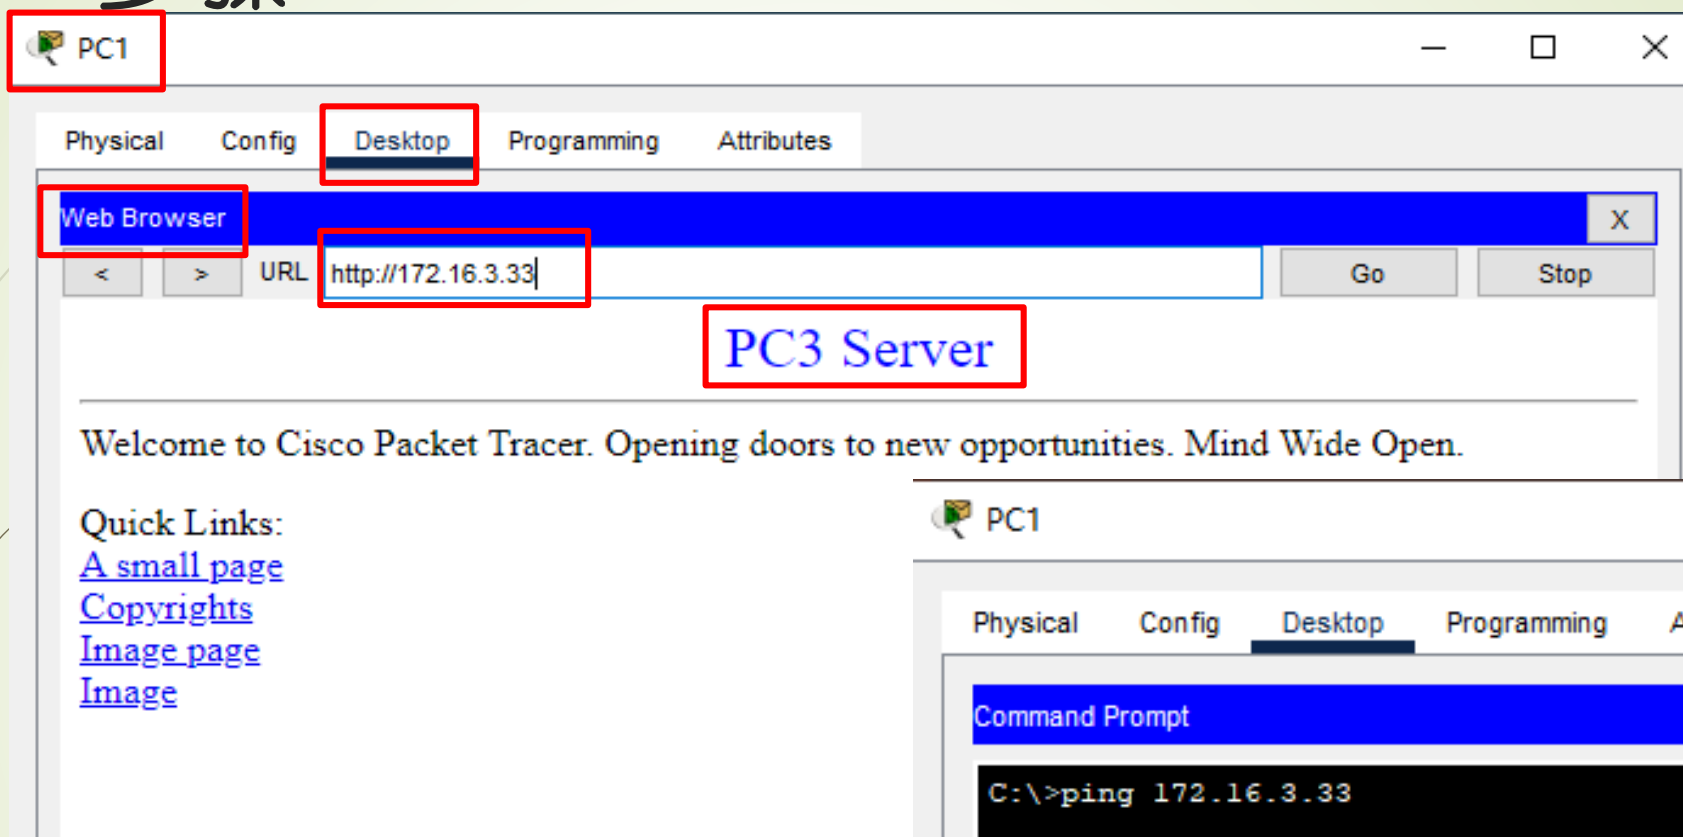 步驟
PC1
Physical Config Desktop Programming Attributes
Web Browser X
< > URL http://172.16.3.33 Go Stop
PC3 Server
Welcome to Cisco Packet Tracer. Opening doors to new opportunities. Mind Wide Open.
Quick Links:
A small page
Copyrights
Image page
Image
PC1
Physical Config Desktop Programming A
Command Prompt
C:\>ping 172.16.3.33